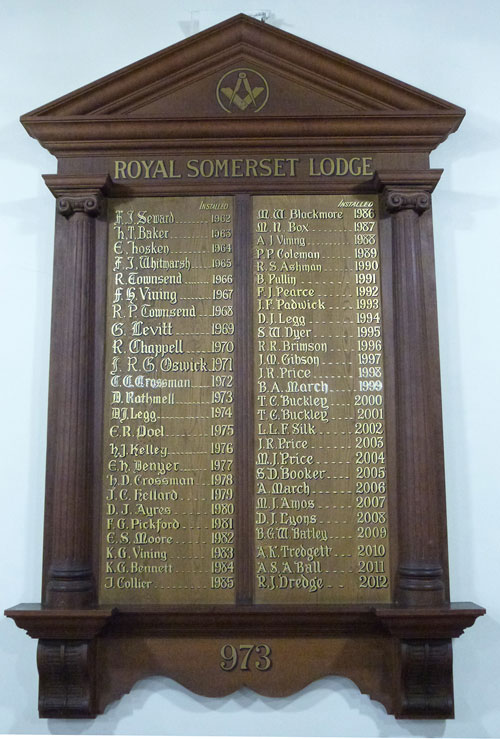 ROYAL SOMERSET LODGE
INSTALLED
F. J. Seward 1962
H. T. Baker 1963
E. Hosken 1964
F. J. Whitmarsh 1965
R. Townsend 1966
F. H. Vining 1967
R. P. Townsend 1968
G. Levitt 1969
R. Chappell 1970
F. R. G. Oswick 1971
C. C. Crossman 1972
D. Rathmell 1973
D. J. Legg 1974
E. R. Doel 1975
H. J. Kelley 1976
E. H. Denyer 1977
H. D. Crossman 1978
J. C. Hellard 1979
D. J. Ayres 1980
F. G. Pickford 1981
E. S. Moore 1982
K. G. Vining 1983
K. G. Bennett 1984
J. Collier 1985
INSTALLED
M. W. Blackmore 1986
M. N. Box 1987
A. J. Vining 1988
P. P. Coleman 1989
R. S. Ashman 1990
B. Pullin 1991
F. J. Pearce 1992
J. F. Padwick 1993
D. J. Legg 1994
S. W. Dyer 1995
R. R. Brimson 1996
J. W. Gibson 1997
J. R. Price 1998
B. A. March 1999
T. C. Buckley 2000
T. C. Buckley 2001
L. L. F. Silk 2002
J. R. Price 2003
M. J. Price 2004
S. D. Booker 2005
A. March 2006
M. J. Amos 2007
D. J. Lyons 2008
B. G. W. Batley 2009
A. K. Tredgett 2010
A. S. A. Ball 2011
R. J. Dredge 2012
973